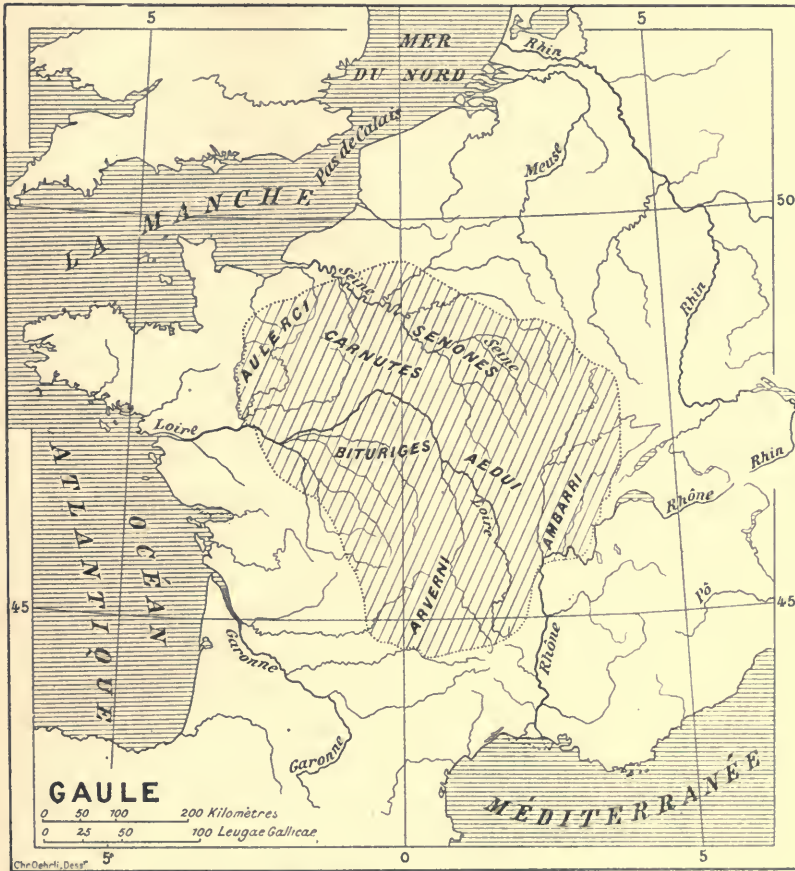 5
5
MER
DU NORD
Rhin
Pas de Calais
Meuse
50
LA MANCHE
Rhin
Seine
AULERCI
CARNUTES
SENONES
Seine
Loire
BITURIGES
AEDUI
Loire
AMBARRI
Rhône
Rhin
ATLANTIQUE
OCÉAN
ARVERNI
45
Pô
45
Garonne
Rhône
Garonne
GAULE
0 50 100 200 Kilomètres
0 25 50 100 Leugae Gallicae
MÉDITERRANÉE
Chr. Oehrli, Dess.r
5°
0
5